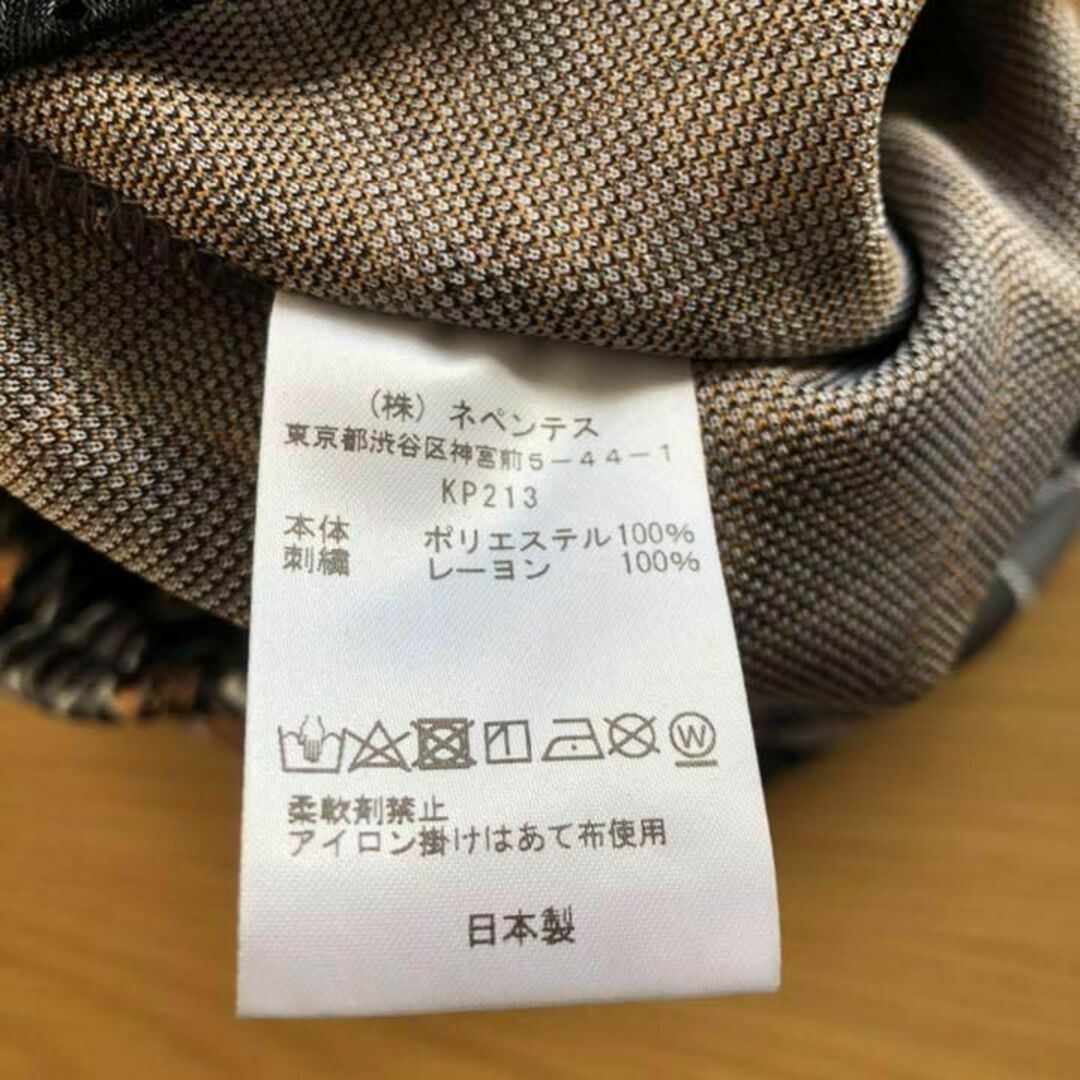 (株) ネペンテス
東京都渋谷区神宮前5-44-1
KP213
本体 ポリエステル100%
刺繍 レーヨン 100%
W
柔軟剤禁止
アイロン掛けはあて布使用
日本製